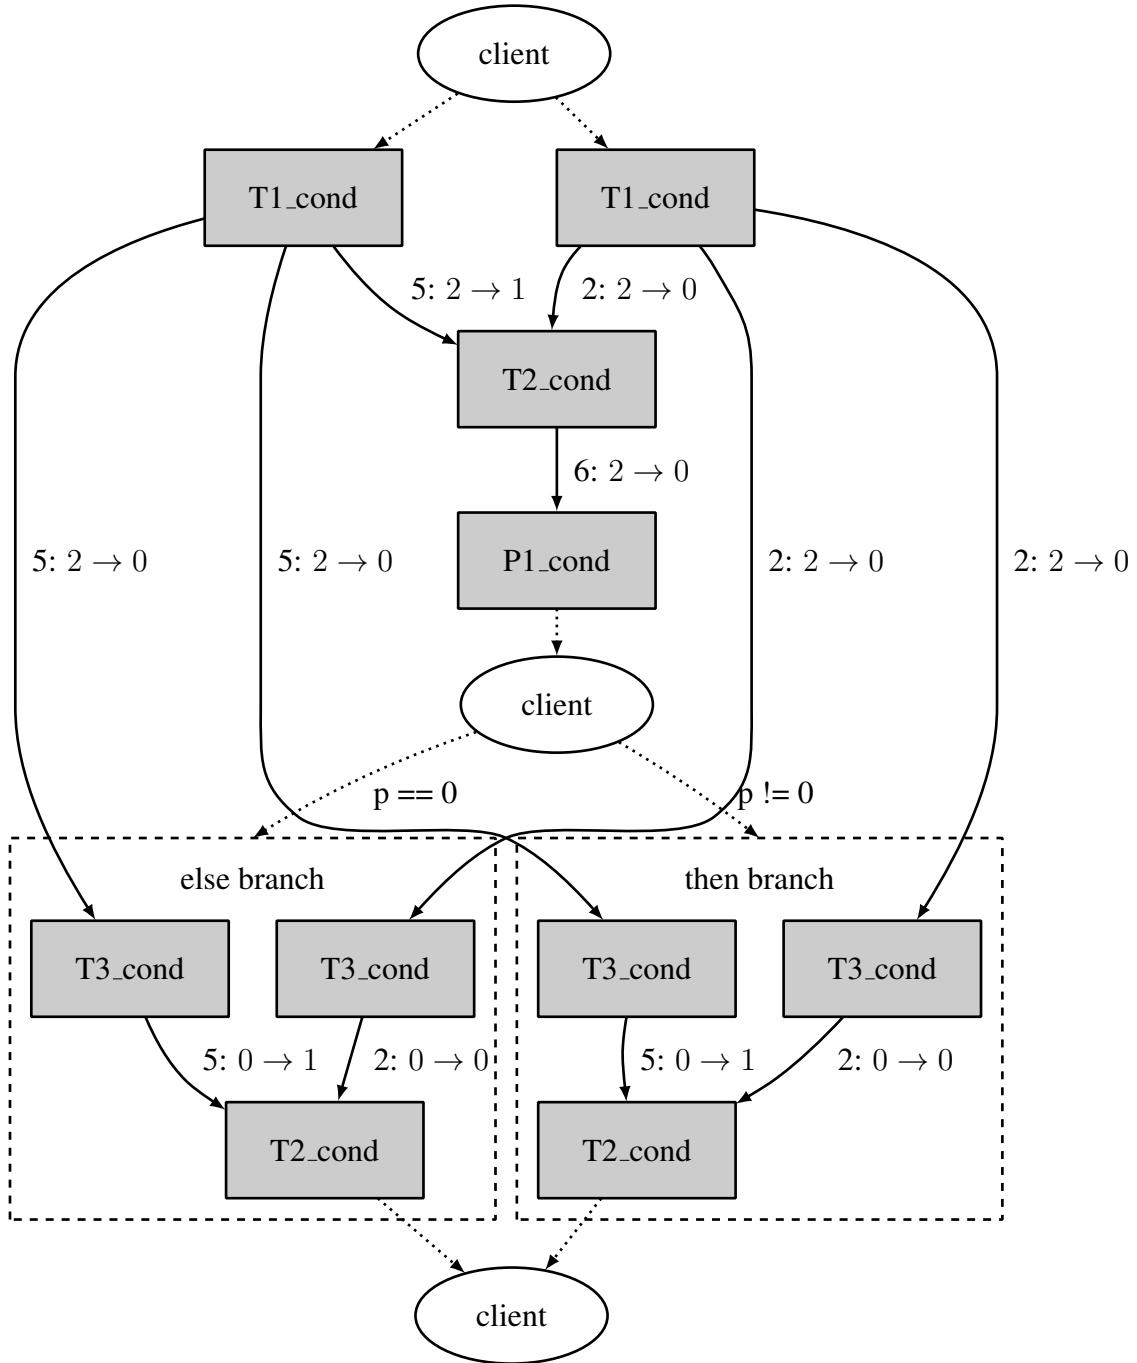 client
T1_cond
T1_cond
5: 2 → 1
2: 2 → 0
T2_cond
6: 2 → 0
5: 2 → 0
5: 2 → 0
P1_cond
2: 2 → 0
2: 2 → 0
client
p == 0
p != 0
else branch
then branch
T3_cond
T3_cond
T3_cond
T3_cond
5: 0 → 1
2: 0 → 0
5: 0 → 1
2: 0 → 0
T2_cond
T2_cond
client